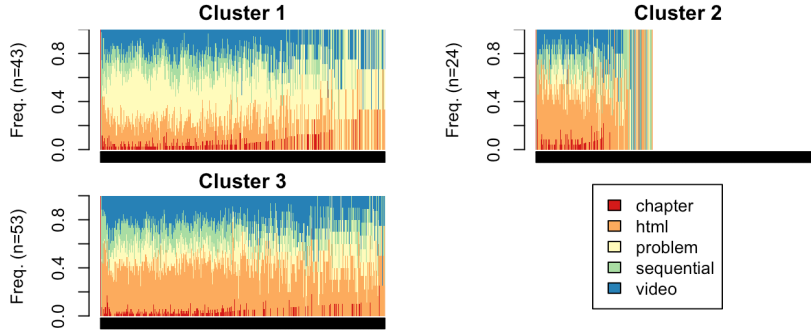 Cluster 1
Freq. (n=43)
0.0 0.4 0.8
Cluster 2
Freq. (n=24)
0.0 0.4 0.8
Cluster 3
Freq. (n=53)
0.0 0.4 0.8
chapter
html
problem
sequential
video